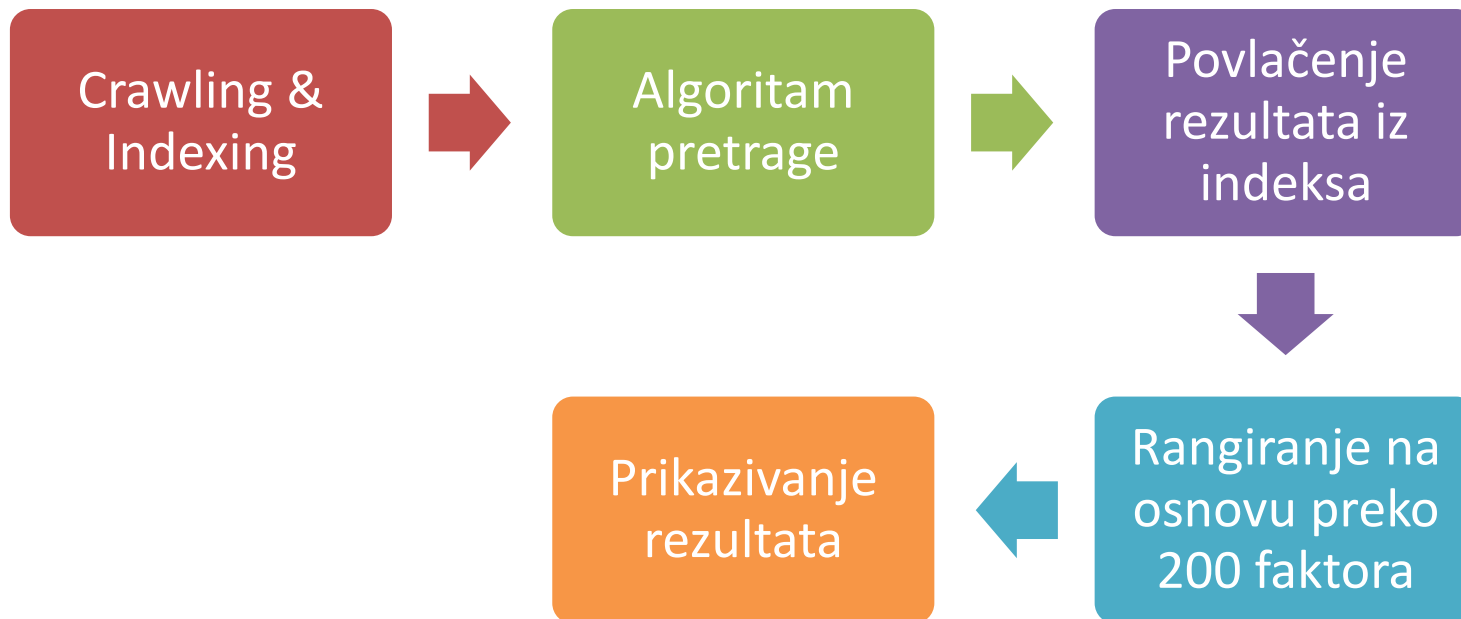 Crawling &
Indexing
Algoritam
pretrage
Povlačenje
rezultata iz
indeksa
Rangiranje na
osnovu preko
200 faktora
Prikazivanje
rezultata